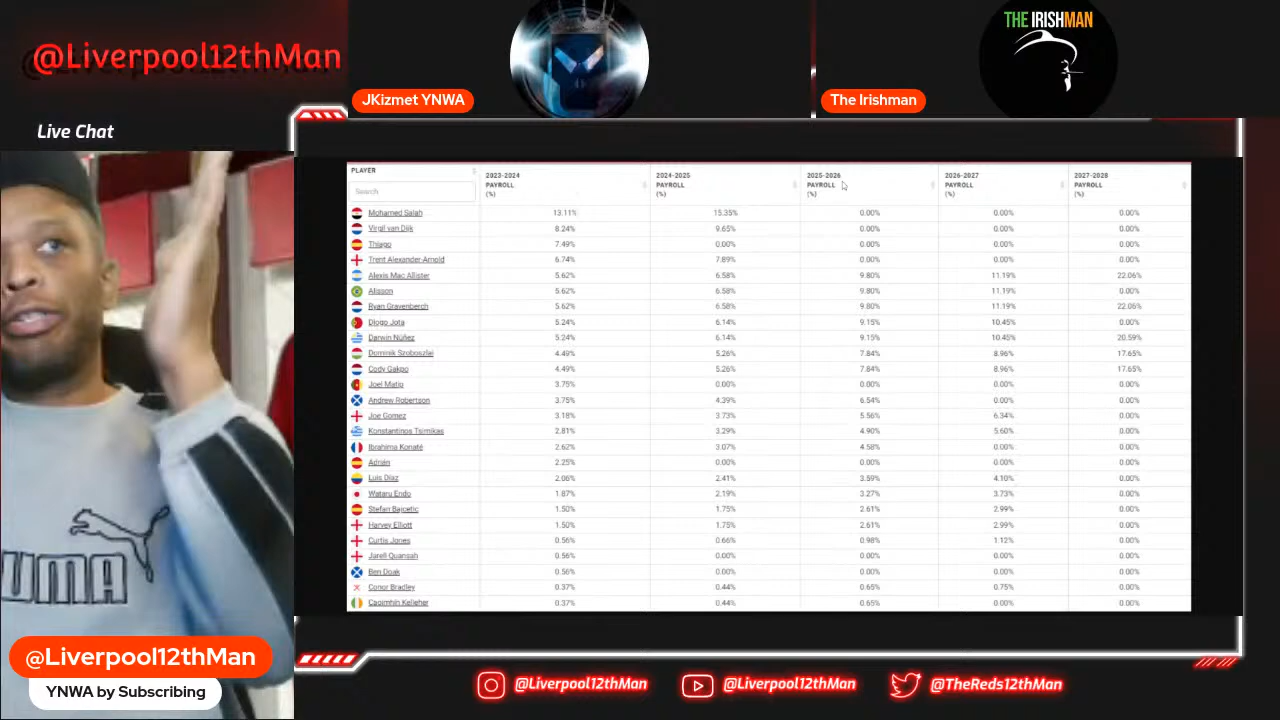 @Liverpool12thMan
THE IRISHMAN
JKizmet YNWA
The Irishman
Live Chat
PLAYER
2023-2024 PAYROLL (%)
2024-2025 PAYROLL (%)
2025-2026 PAYROLL (%)
2026-2027 PAYROLL (%)
2027-2028 PAYROLL (%)
Search
Mohamed Salah 13.11% 15.35% 0.00% 0.00% 0.00%
Virgil van Dijk 8.24% 9.65% 0.00% 0.00% 0.00%
Thiago 7.49% 0.00% 0.00% 0.00% 0.00%
Trent Alexander-Arnold 6.74% 7.89% 0.00% 0.00% 0.00%
Alexis Mac Allister 5.62% 6.58% 9.80% 11.19% 22.06%
Alisson 5.62% 6.58% 9.80% 11.19% 0.00%
Ryan Gravenberch 5.62% 6.58% 9.80% 11.19% 22.06%
Diogo Jota 5.24% 6.14% 9.15% 10.45% 0.00%
Darwin Núñez 5.24% 6.14% 9.15% 10.45% 20.59%
Dominik Szoboszlai 4.49% 5.26% 7.84% 8.96% 17.65%
Cody Gakpo 4.49% 5.26% 7.84% 8.96% 17.65%
Joel Matip 3.75% 0.00% 0.00% 0.00% 0.00%
Andrew Robertson 3.75% 4.39% 6.54% 0.00% 0.00%
Joe Gomez 3.18% 3.73% 5.56% 6.34% 0.00%
Konstantinos Tsimikas 2.81% 3.29% 4.90% 5.60% 0.00%
Ibrahima Konaté 2.62% 3.07% 4.58% 0.00% 0.00%
Adrián 2.25% 0.00% 0.00% 0.00% 0.00%
Luis Díaz 2.06% 2.41% 3.59% 4.10% 0.00%
Wataru Endo 1.87% 2.19% 3.27% 3.73% 0.00%
Stefan Bajcetic 1.50% 1.75% 2.61% 2.99% 0.00%
Harvey Elliott 1.50% 1.75% 2.61% 2.99% 0.00%
Curtis Jones 0.56% 0.66% 0.98% 1.12% 0.00%
Jarell Quansah 0.56% 0.00% 0.00% 0.00% 0.00%
Ben Doak 0.56% 0.00% 0.00% 0.00% 0.00%
Conor Bradley 0.37% 0.44% 0.65% 0.75% 0.00%
Caoimhín Kelleher 0.37% 0.44% 0.65% 0.00% 0.00%
PUMA
@Liverpool12thMan
YNWA by Subscribing
@Liverpool12thMan
@Liverpool12thMan
@TheReds12thMan